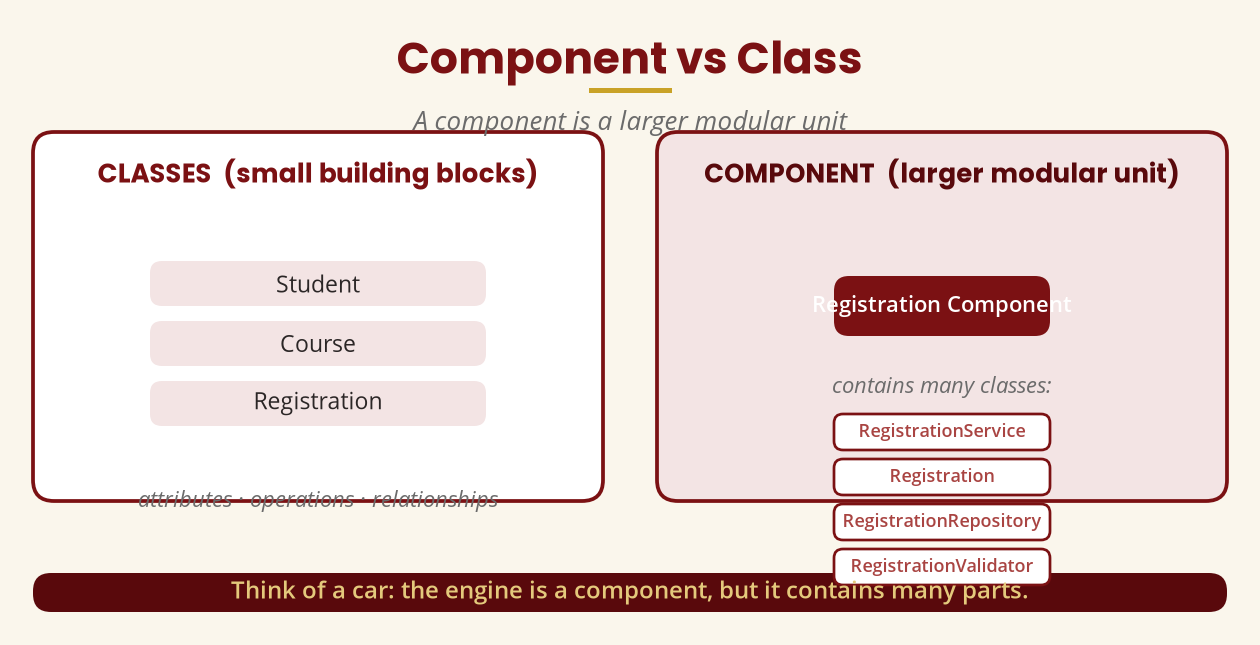 Component vs Class
A component is a larger modular unit
CLASSES (small building blocks)
Student
Course
Registration
attributes · operations · relationships
COMPONENT (larger modular unit)
Registration Component
contains many classes:
RegistrationService
Registration
RegistrationRepository
RegistrationValidator
Think of a car: the engine is a component, but it contains many parts.